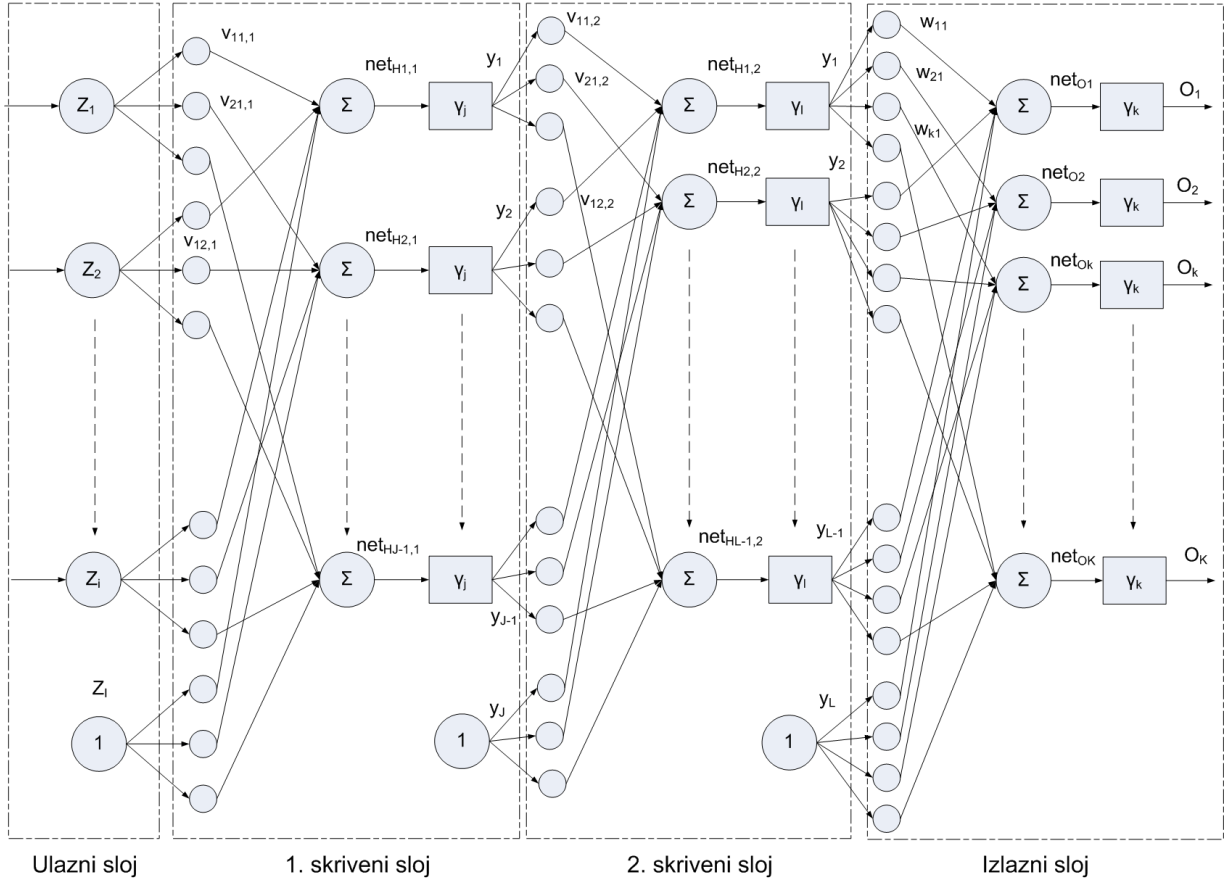 v11,1
v21,1
v12,1
Z1
Z2
Zi
ZI
1
Σ
Σ
Σ
netH1,1
netH2,1
netHJ-1,1
γj
γj
γj
y1
y2
yJ-1
yJ
1
v11,2
v21,2
v12,2
Σ
Σ
Σ
netH1,2
netH2,2
netHL-1,2
γl
γl
γl
y1
y2
yL-1
yL
1
w11
w21
wk1
Σ
Σ
Σ
Σ
netO1
netO2
netOk
netOK
γk
γk
γk
γk
O1
O2
Ok
OK
Ulazni sloj
1. skriveni sloj
2. skriveni sloj
Izlazni sloj